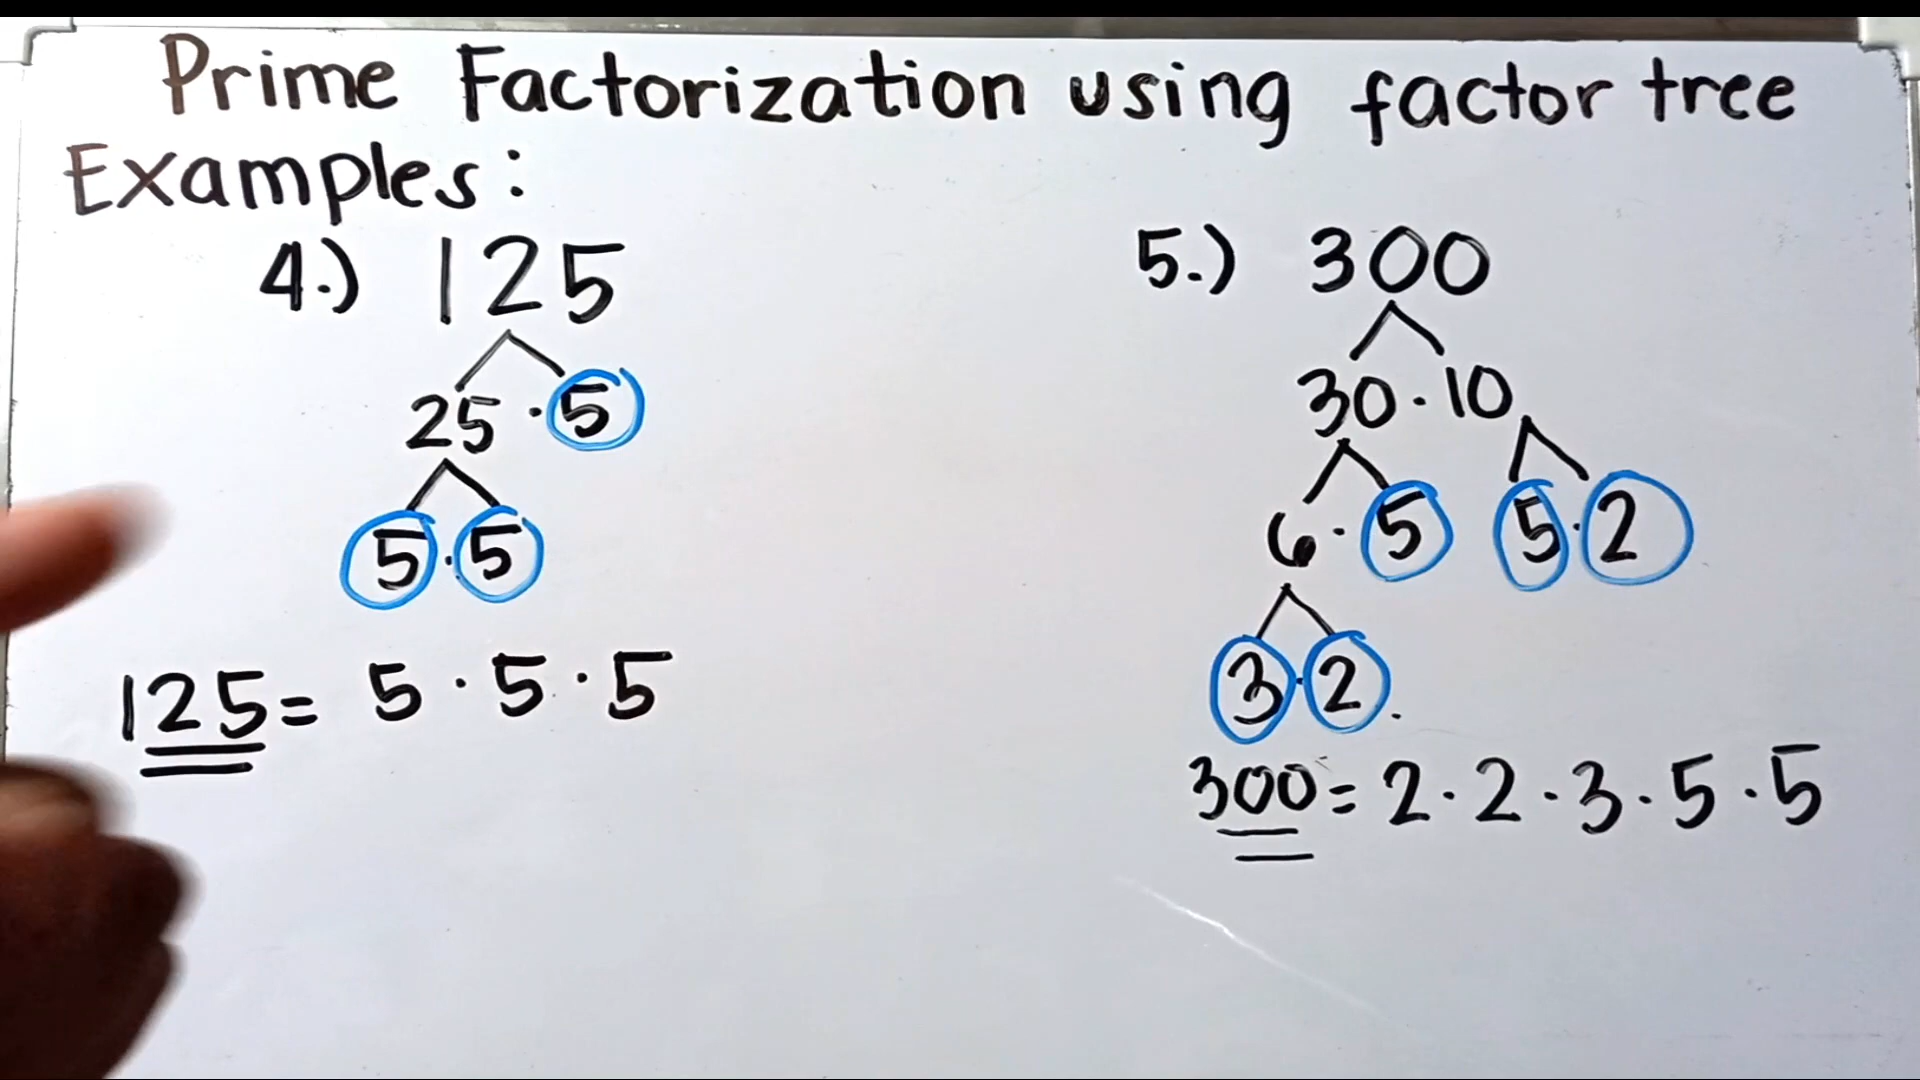 Prime Factorization using factor tree
Examples:
4.) 125
25 · 5
5 · 5
125 = 5 · 5 · 5
5.) 300
30 · 10
6 · 5 5 · 2
3 · 2
300 = 2 · 2 · 3 · 5 · 5